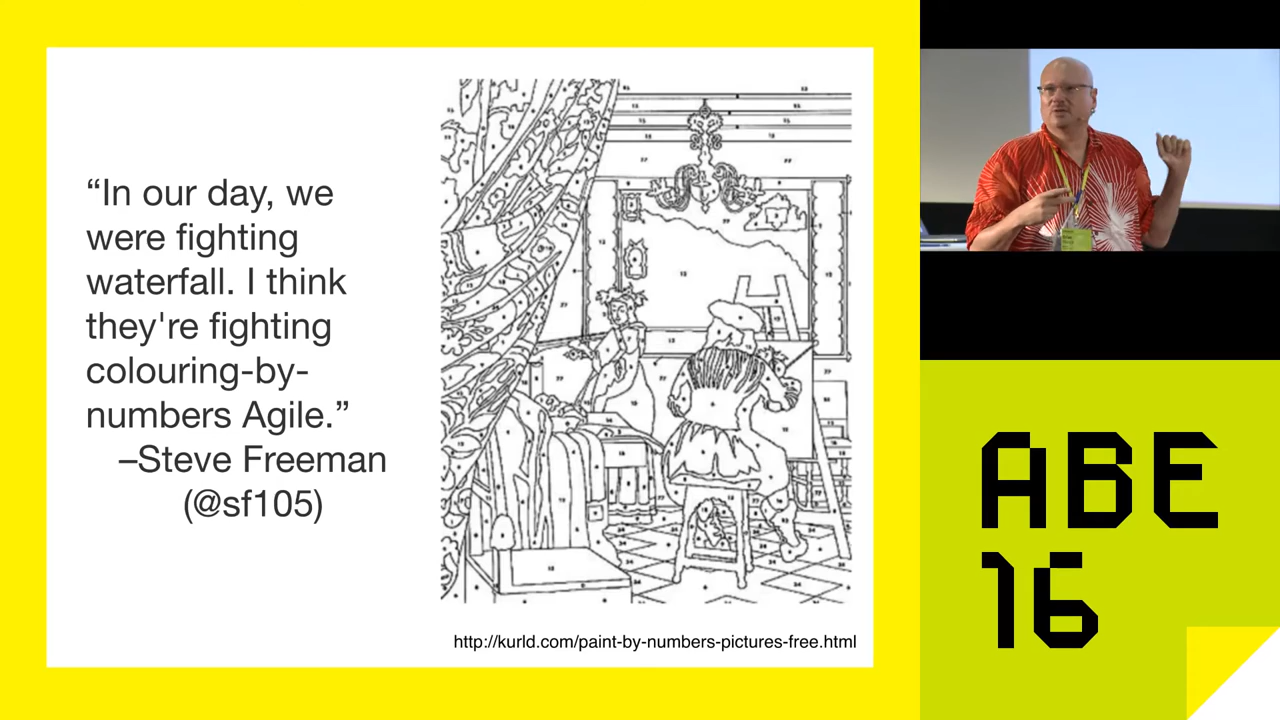 “In our day, we
were fighting
waterfall. I think
they're fighting
colouring-by-
numbers Agile.”
–Steve Freeman
(@sf105)
http://kurld.com/paint-by-numbers-pictures-free.html
ABE
16